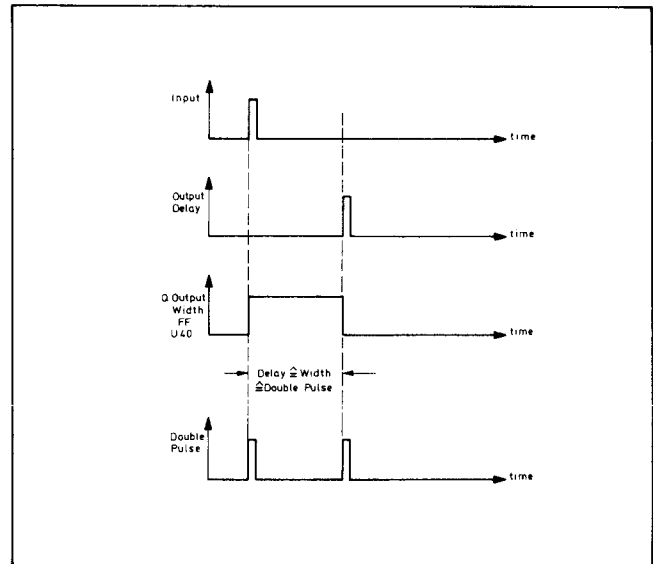 Input
time
Output
Delay
time
Q Output
Width
FF
U40
time
Delay ≙ Width
≙ Double Pulse
Double
Pulse
time